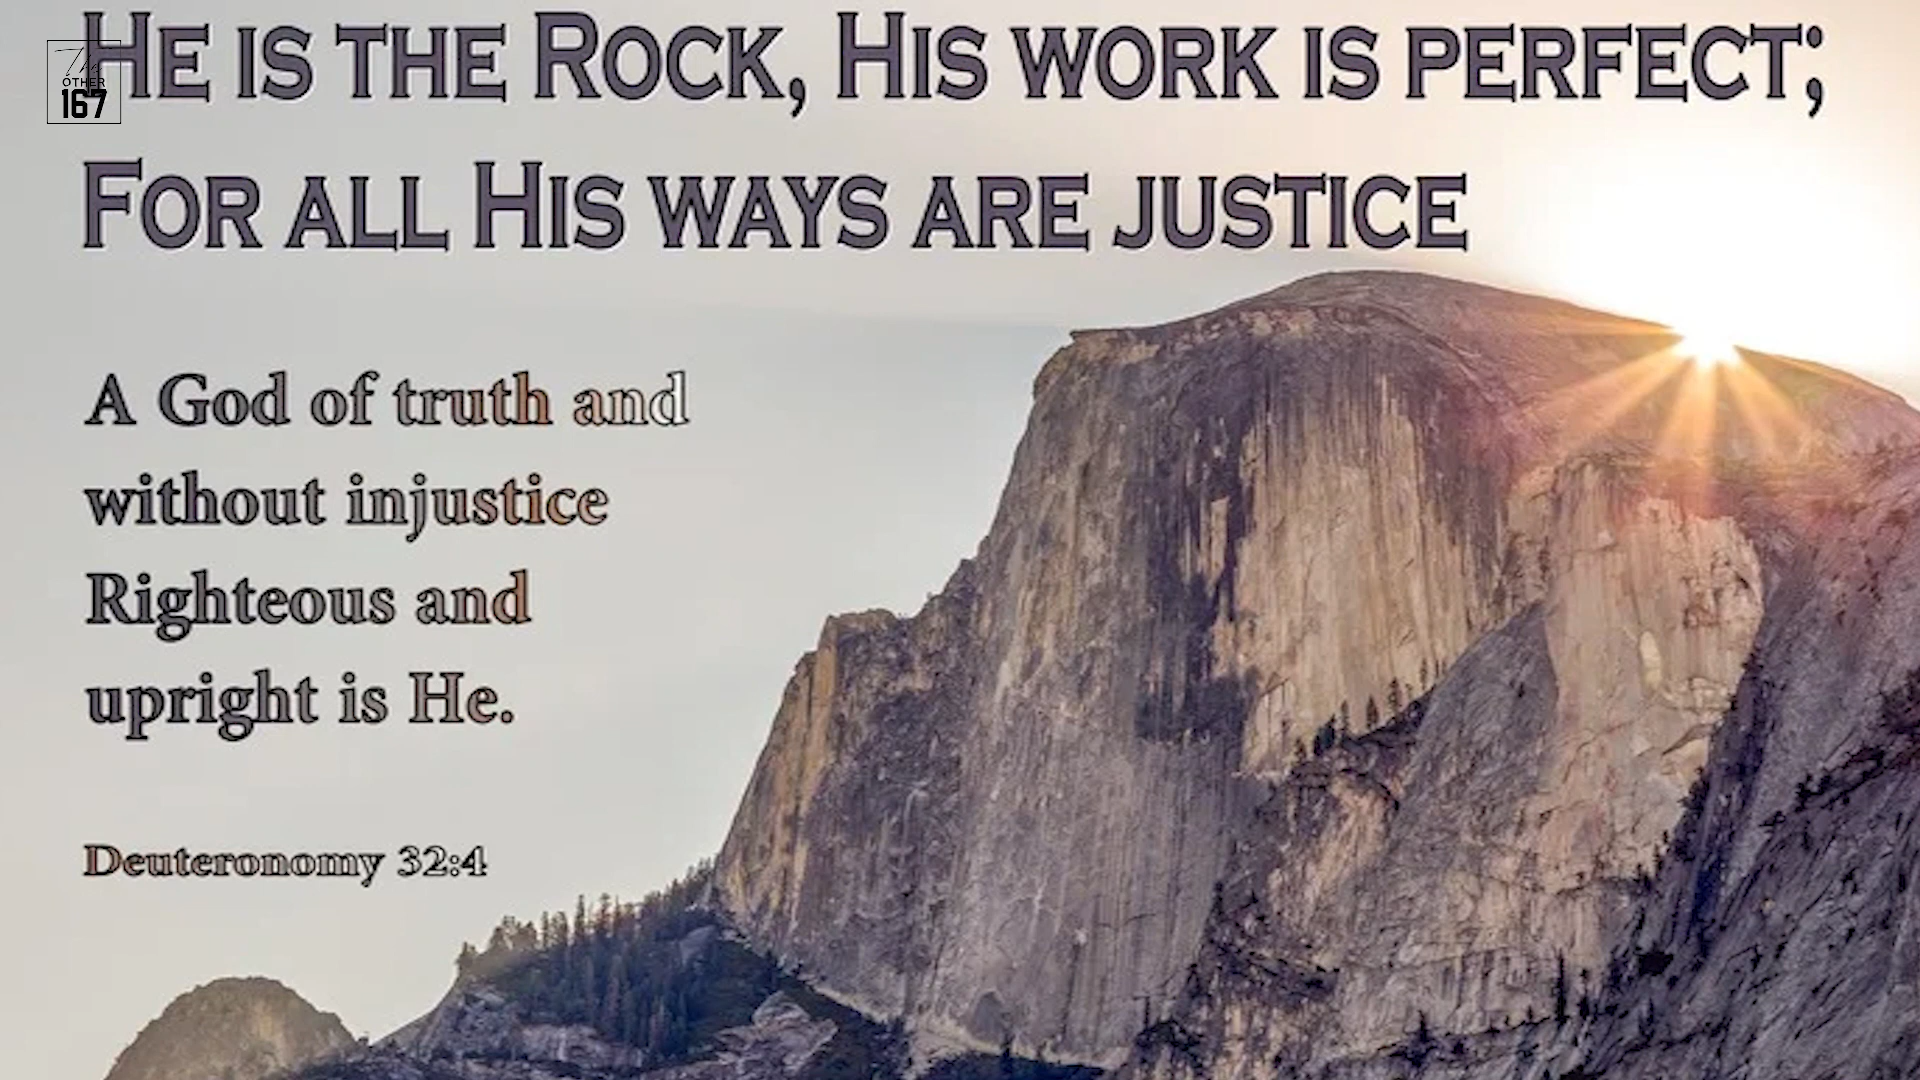 HE IS THE ROCK, HIS WORK IS PERFECT;
The
OTHER
167
FOR ALL HIS WAYS ARE JUSTICE
A God of truth and
without injustice
Righteous and
upright is He.
Deuteronomy 32:4